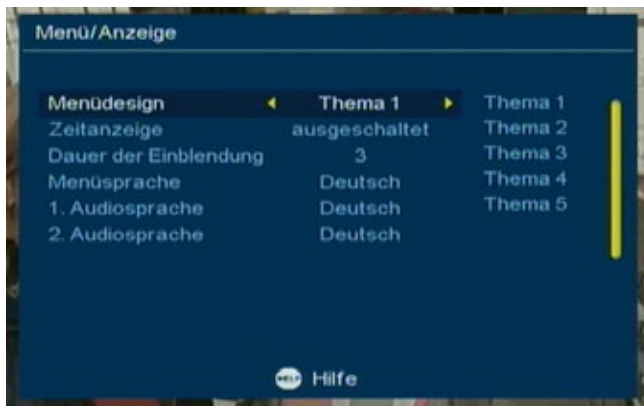 Menü/Anzeige
Menüdesign Thema 1 Thema 1
Zeitanzeige ausgeschaltet Thema 2
Dauer der Einblendung 3 Thema 3
Menüsprache Deutsch Thema 4
1. Audiosprache Deutsch Thema 5
2. Audiosprache Deutsch
HELP Hilfe